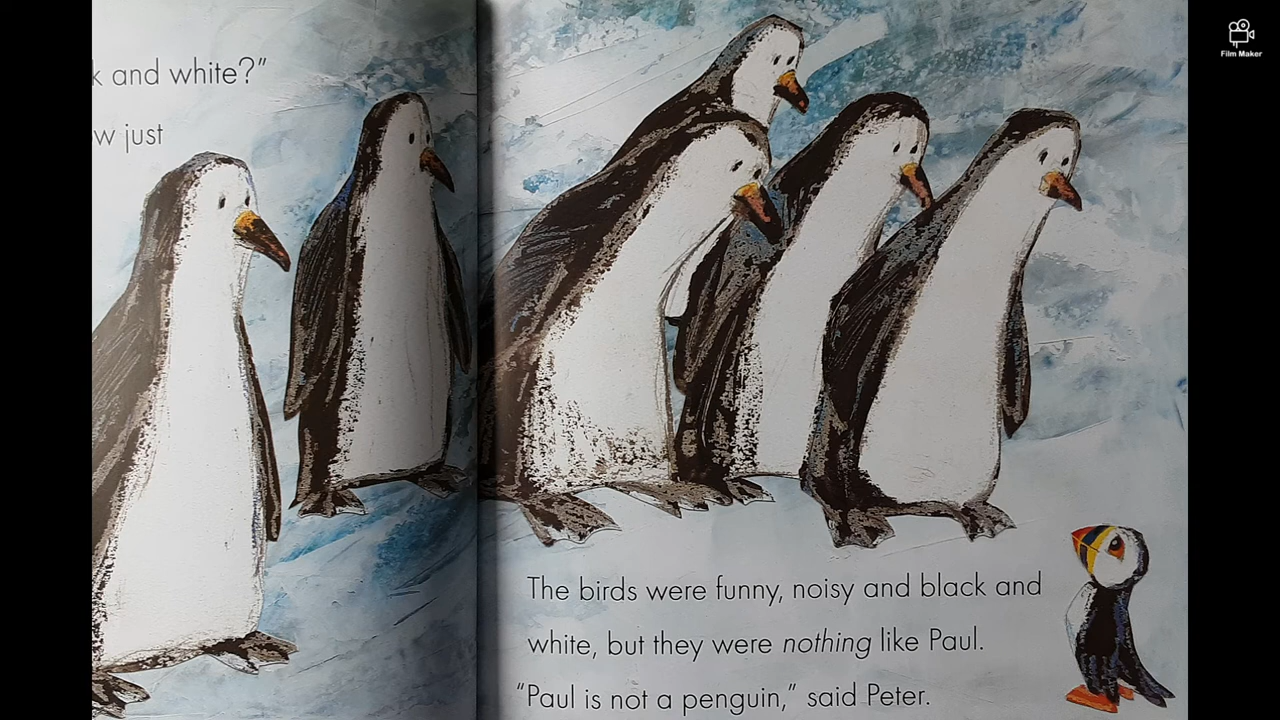 k and white?”
w just
The birds were funny, noisy and black and
white, but they were nothing like Paul.
“Paul is not a penguin,” said Peter.
Film Maker